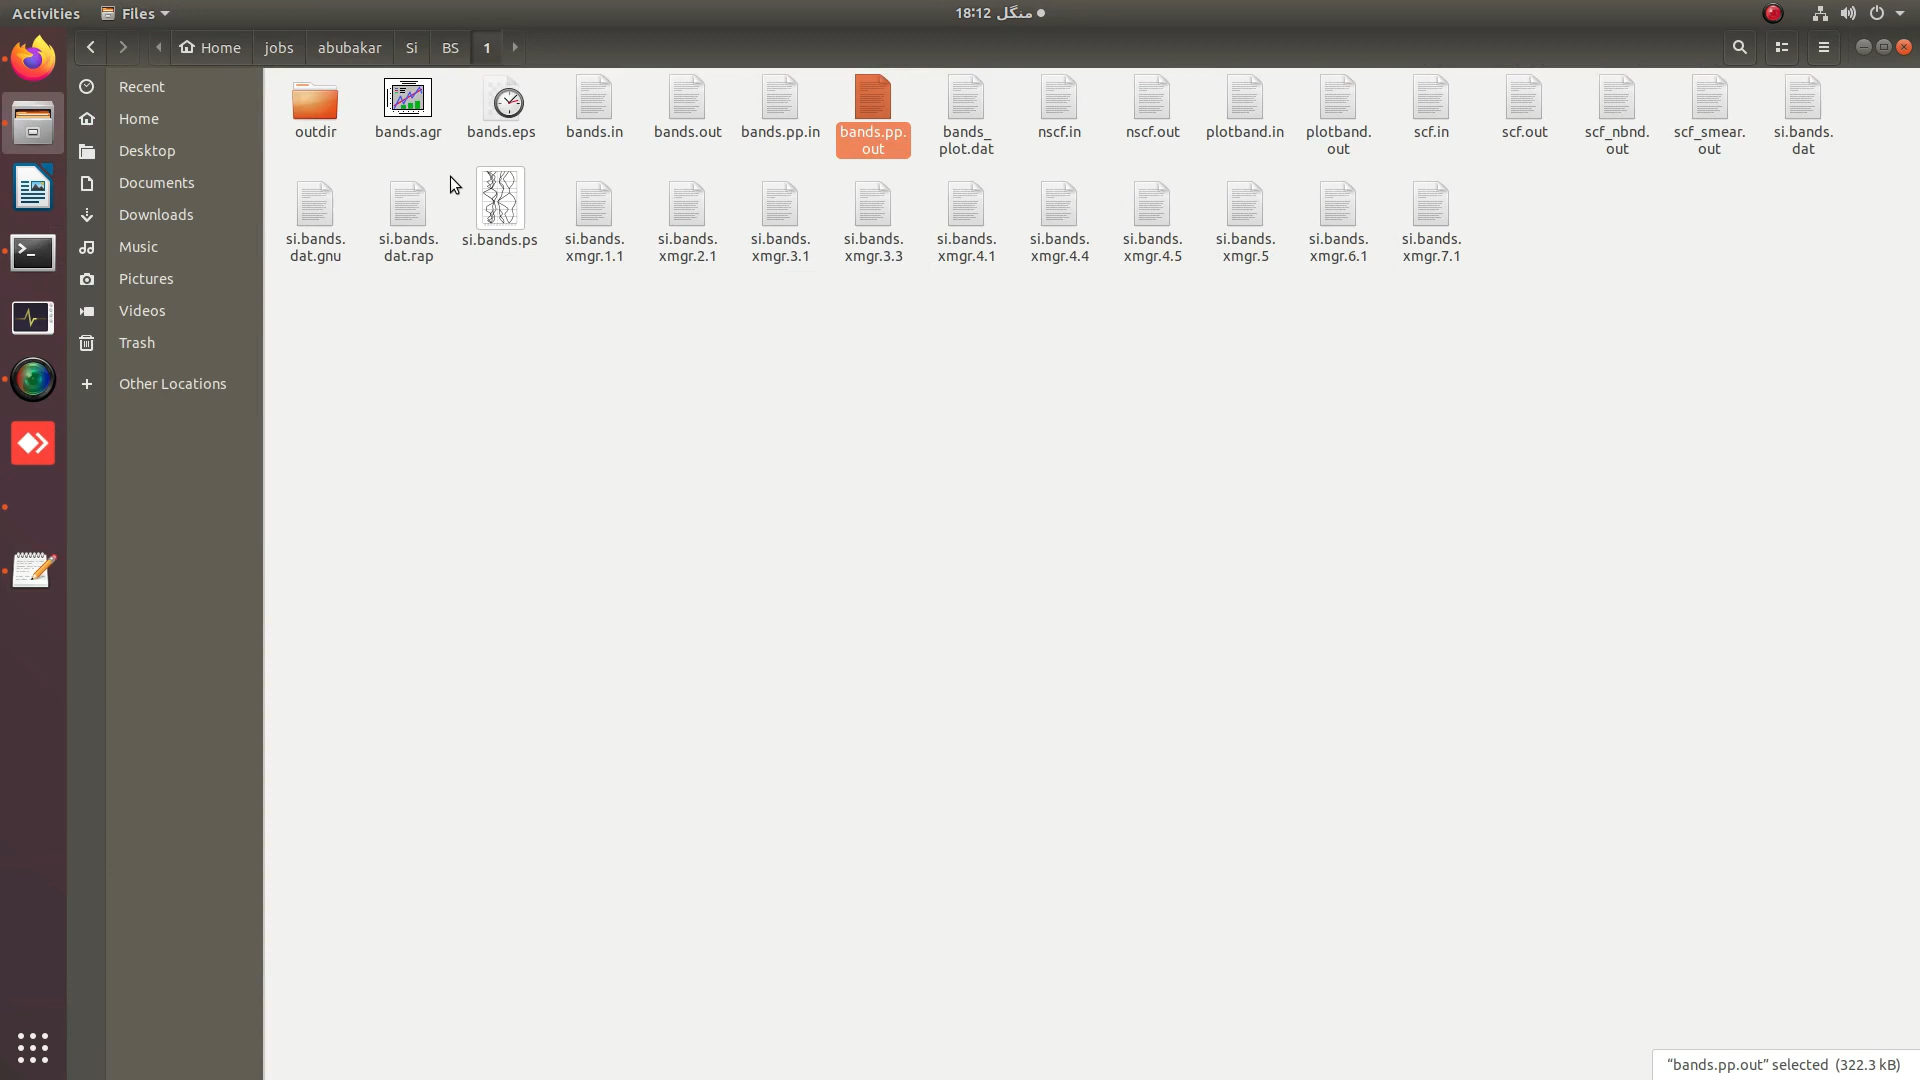 Activities Files منگل 18:12
Home jobs abubakar Si BS 1
Recent
Home
Desktop
Documents
Downloads
Music
Pictures
Videos
Trash
Other Locations
outdir
bands.agr
bands.eps
bands.in
bands.out
bands.pp.in
bands.pp.
out
bands_
plot.dat
nscf.in
nscf.out
plotband.in
plotband.
out
scf.in
scf.out
scf_nbnd.
out
scf_smear.
out
si.bands.
dat
si.bands.
dat.gnu
si.bands.
dat.rap
si.bands.ps
si.bands.
xmgr.1.1
si.bands.
xmgr.2.1
si.bands.
xmgr.3.1
si.bands.
xmgr.3.3
si.bands.
xmgr.4.1
si.bands.
xmgr.4.4
si.bands.
xmgr.4.5
si.bands.
xmgr.5
si.bands.
xmgr.6.1
si.bands.
xmgr.7.1
“bands.pp.out” selected (322.3 kB)